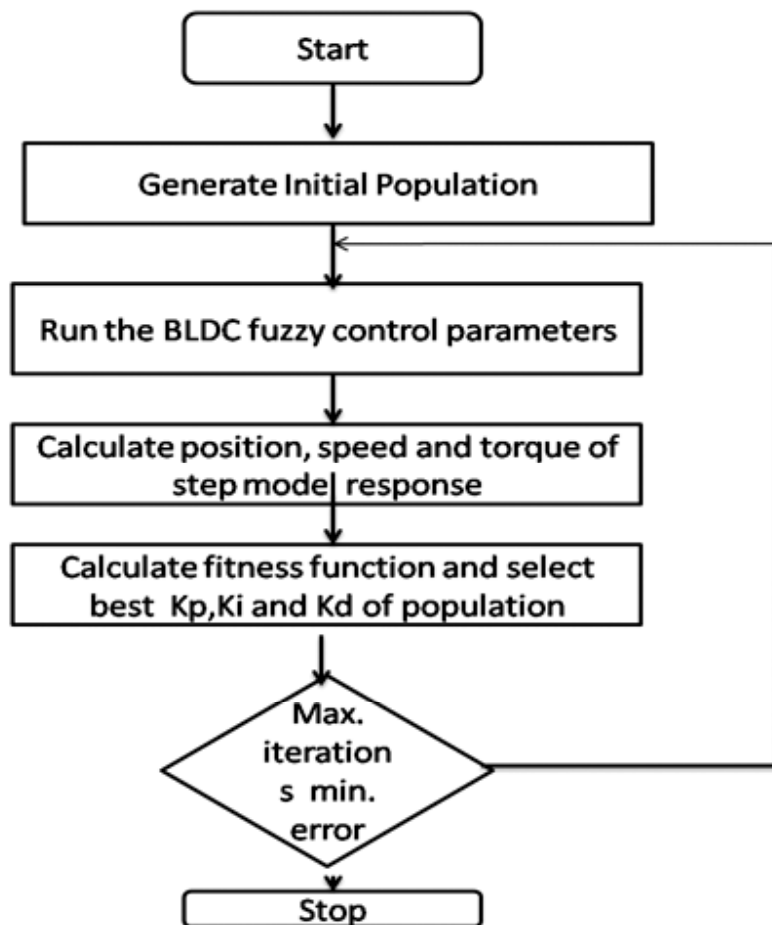 Start
Generate Initial Population
Run the BLDC fuzzy control parameters
Calculate position, speed and torque of
step model response
Calculate fitness function and select
best Kp,Ki and Kd of population
Max.
iteration
s min.
error
Stop